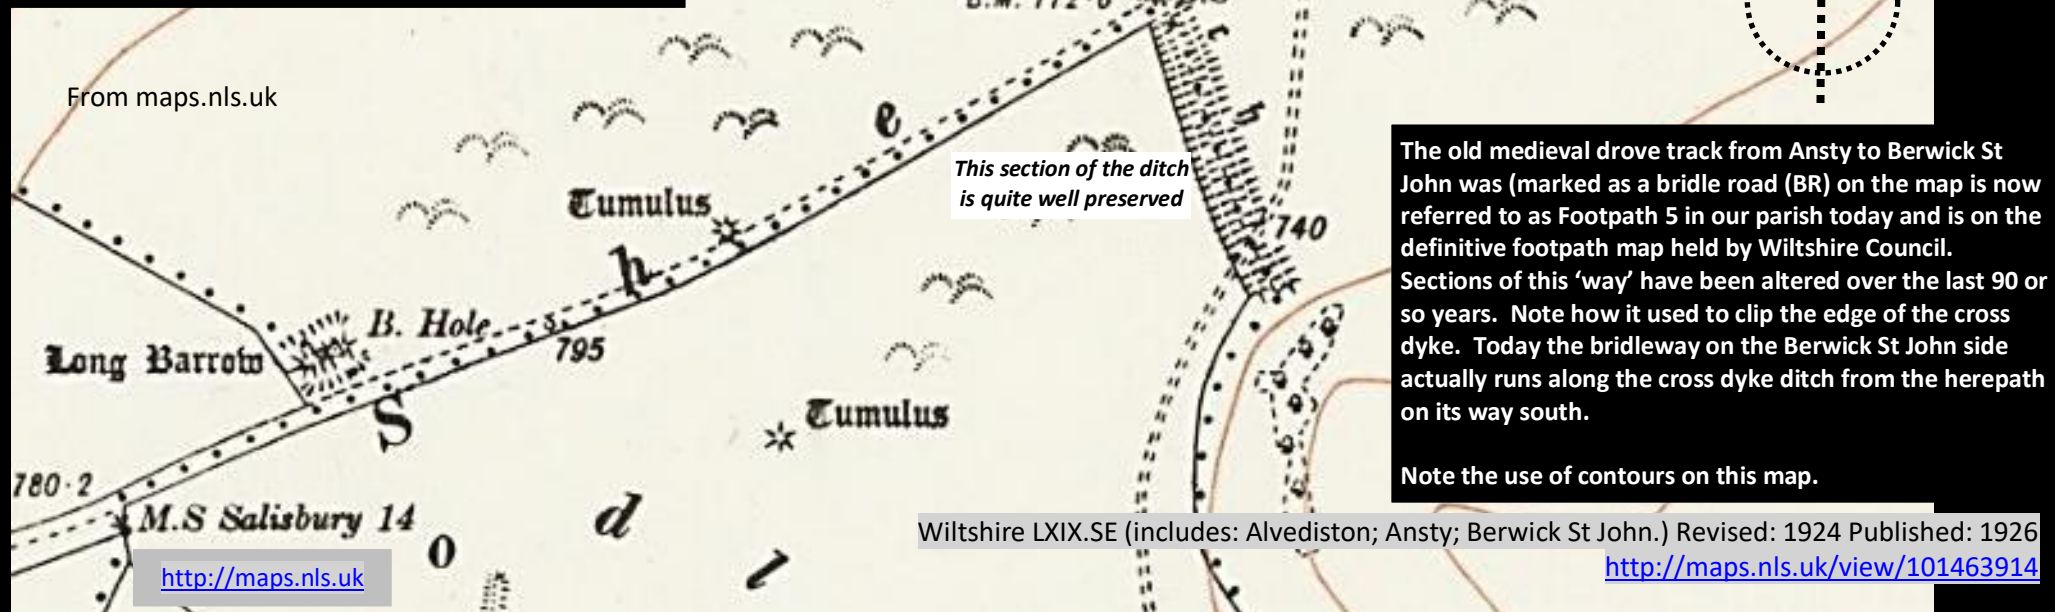 From maps.nls.uk
e
c
h
This section of the ditch
is quite well preserved
Tumulus
740
h
B. Hole
795
Long Barrow
S
Tumulus
780·2
M.S Salisbury 14
o
d
l
http://maps.nls.uk
The old medieval drove track from Ansty to Berwick St
John was (marked as a bridle road (BR) on the map is now
referred to as Footpath 5 in our parish today and is on the
definitive footpath map held by Wiltshire Council.
Sections of this ‘way’ have been altered over the last 90 or
so years.  Note how it used to clip the edge of the cross
dyke.  Today the bridleway on the Berwick St John side
actually runs along the cross dyke ditch from the herepath
on its way south.
Note the use of contours on this map.
Wiltshire LXIX.SE (includes: Alvediston; Ansty; Berwick St John.) Revised: 1924 Published: 1926
http://maps.nls.uk/view/101463914